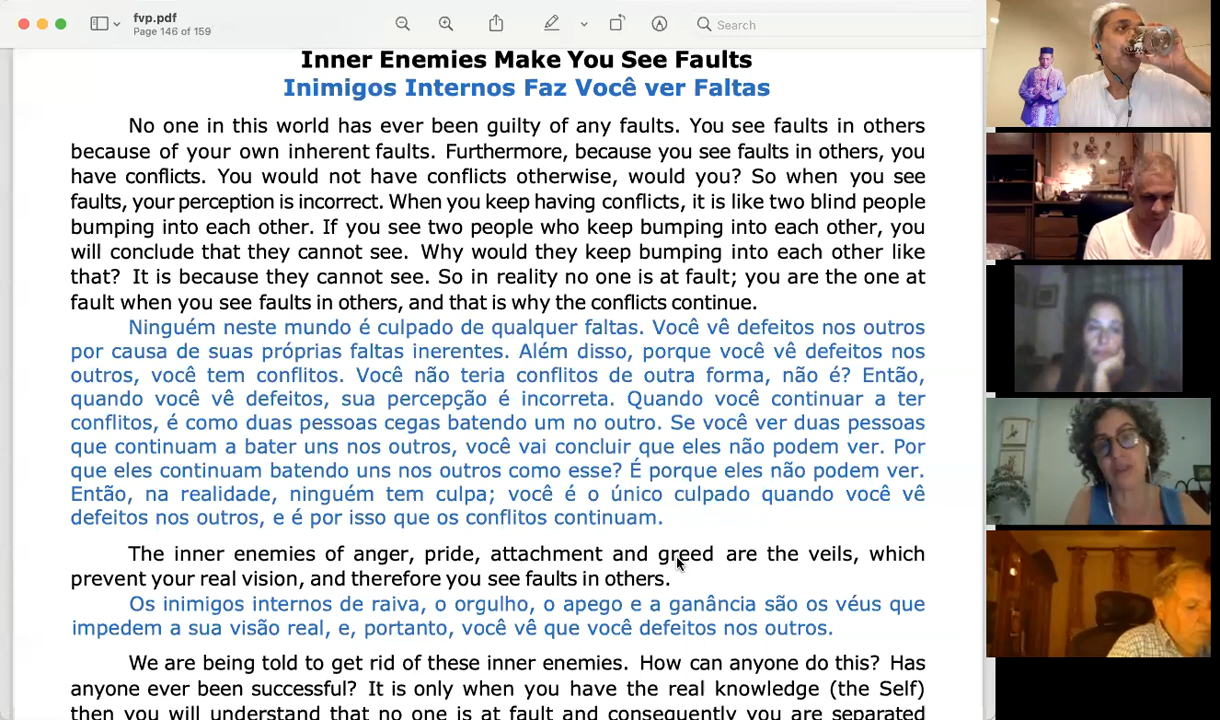 fvp.pdf
Page 146 of 159
Search
Inner Enemies Make You See Faults
Inimigos Internos Faz Você ver Faltas
No one in this world has ever been guilty of any faults. You see faults in others
because of your own inherent faults. Furthermore, because you see faults in others, you
have conflicts. You would not have conflicts otherwise, would you? So when you see
faults, your perception is incorrect. When you keep having conflicts, it is like two blind people
bumping into each other. If you see two people who keep bumping into each other, you
will conclude that they cannot see. Why would they keep bumping into each other like
that? It is because they cannot see. So in reality no one is at fault; you are the one at
fault when you see faults in others, and that is why the conflicts continue.
Ninguém neste mundo é culpado de qualquer faltas. Você vê defeitos nos outros
por causa de suas próprias faltas inerentes. Além disso, porque você vê defeitos nos
outros, você tem conflitos. Você não teria conflitos de outra forma, não é? Então,
quando você vê defeitos, sua percepção é incorreta. Quando você continuar a ter
conflitos, é como duas pessoas cegas batendo um no outro. Se você ver duas pessoas
que continuam a bater uns nos outros, você vai concluir que eles não podem ver. Por
que eles continuam batendo uns nos outros como esse? É porque eles não podem ver.
Então, na realidade, ninguém tem culpa; você é o único culpado quando você vê
defeitos nos outros, e é por isso que os conflitos continuam.
The inner enemies of anger, pride, attachment and greed are the veils, which
prevent your real vision, and therefore you see faults in others.
Os inimigos internos de raiva, o orgulho, o apego e a ganância são os véus que
impedem a sua visão real, e, portanto, você vê que você defeitos nos outros.
We are being told to get rid of these inner enemies. How can anyone do this? Has
anyone ever been successful? It is only when you have the real knowledge (the Self)
then you will understand that no one is at fault and consequently you are separated